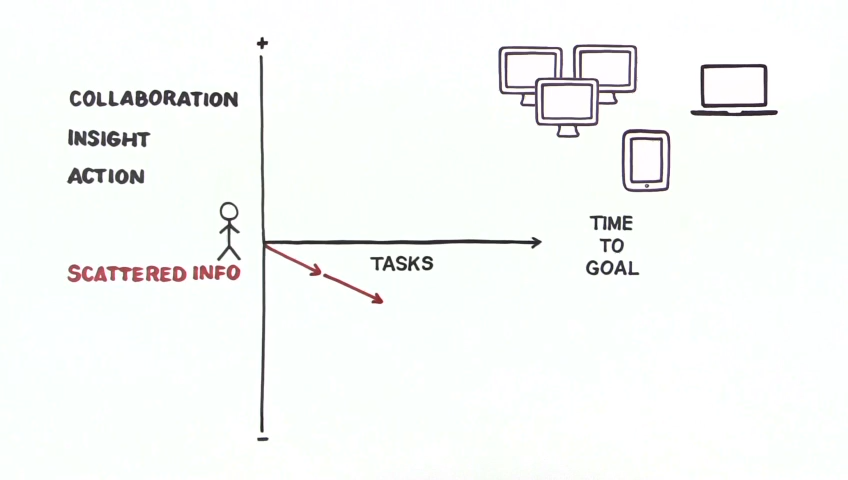 +
COLLABORATION
INSIGHT
ACTION
SCATTERED INFO
TASKS
TIME
TO
GOAL
-